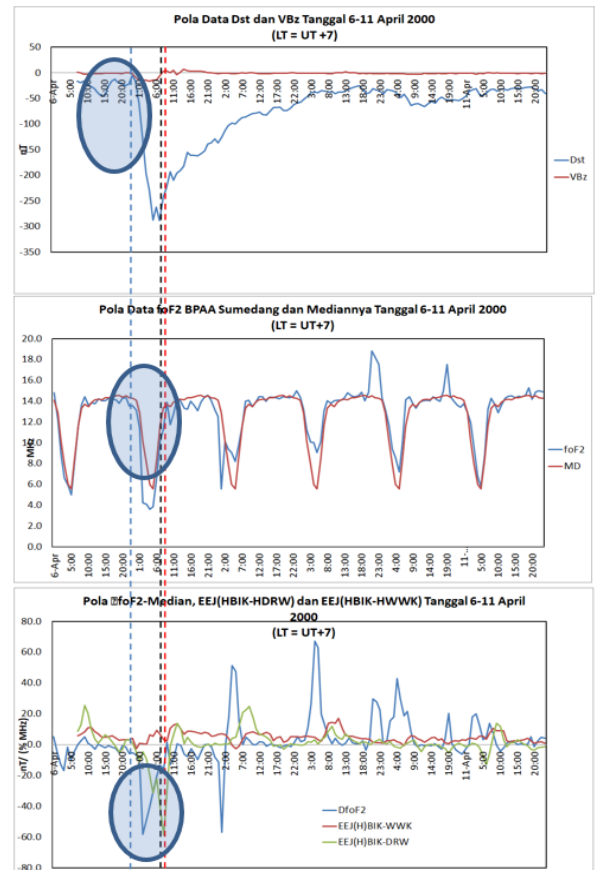 Pola Data Dst dan VBz Tanggal 6-11 April 2000
(LT = UT +7)
50
0
-50
-100
-150
-200
-250
-300
-350
nT
6-Apr 5:00 10:00 15:00 20:00 1:00 6:00 11:00 16:00 21:00 2:00 7:00 12:00 17:00 22:00 3:00 8:00 13:00 18:00 23:00 4:00 9:00 14:00 19:00 11-Apr 5:00 10:00 15:00 20:00
Dst
VBz
Pola Data foF2 BPAA Sumedang dan Mediannya Tanggal 6-11 April 2000
(LT = UT+7)
20.0
18.0
16.0
14.0
12.0
10.0
8.0
6.0
4.0
2.0
0.0
MHz
6-Apr 5:00 10:00 15:00 20:00 1:00 6:00 11:00 16:00 21:00 2:00 7:00 12:00 17:00 22:00 3:00 8:00 13:00 18:00 23:00 4:00 9:00 14:00 19:00 11-... 5:00 10:00 15:00 20:00
foF2
MD
Pola foF2-Median, EEJ(HBIK-HDRW) dan EEJ(HBIK-HWWK) Tanggal 6-11 April
2000
(LT = UT+7)
80.0
60.0
40.0
20.0
0.0
-20.0
-40.0
-60.0
-80.0
nT/ (% MHz)
6-Apr 5:00 10:00 15:00 20:00 1:00 6:00 11:00 16:00 21:00 2:00 7:00 12:00 17:00 22:00 3:00 8:00 13:00 18:00 23:00 4:00 9:00 14:00 19:00 11-Apr 5:00 10:00 15:00 20:00
DfoF2
EEJ(H)BIK-WWK
EEJ(H)BIK-DRW